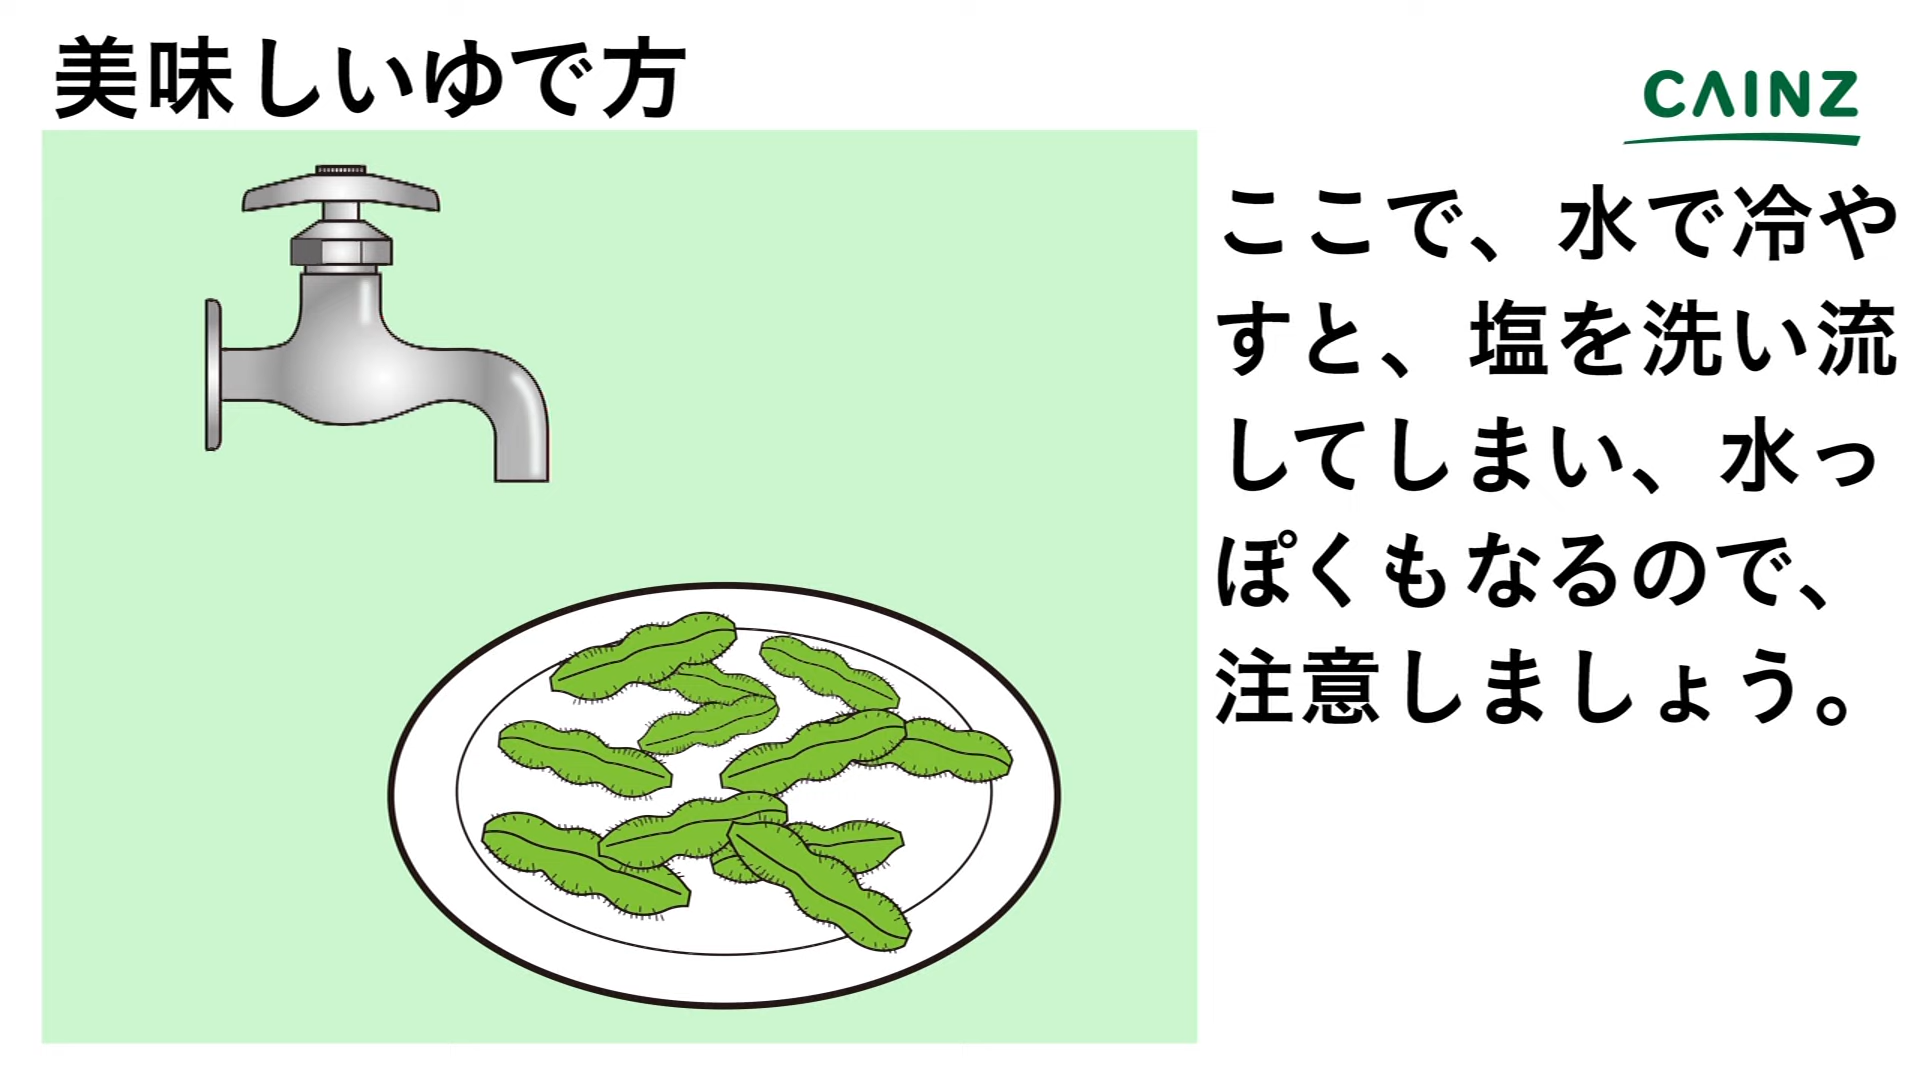 美味しいゆで方
CAINZ
ここで、水で冷や
すと、塩を洗い流
してしまい、水っ
ぽくもなるので、
注意しましょう。